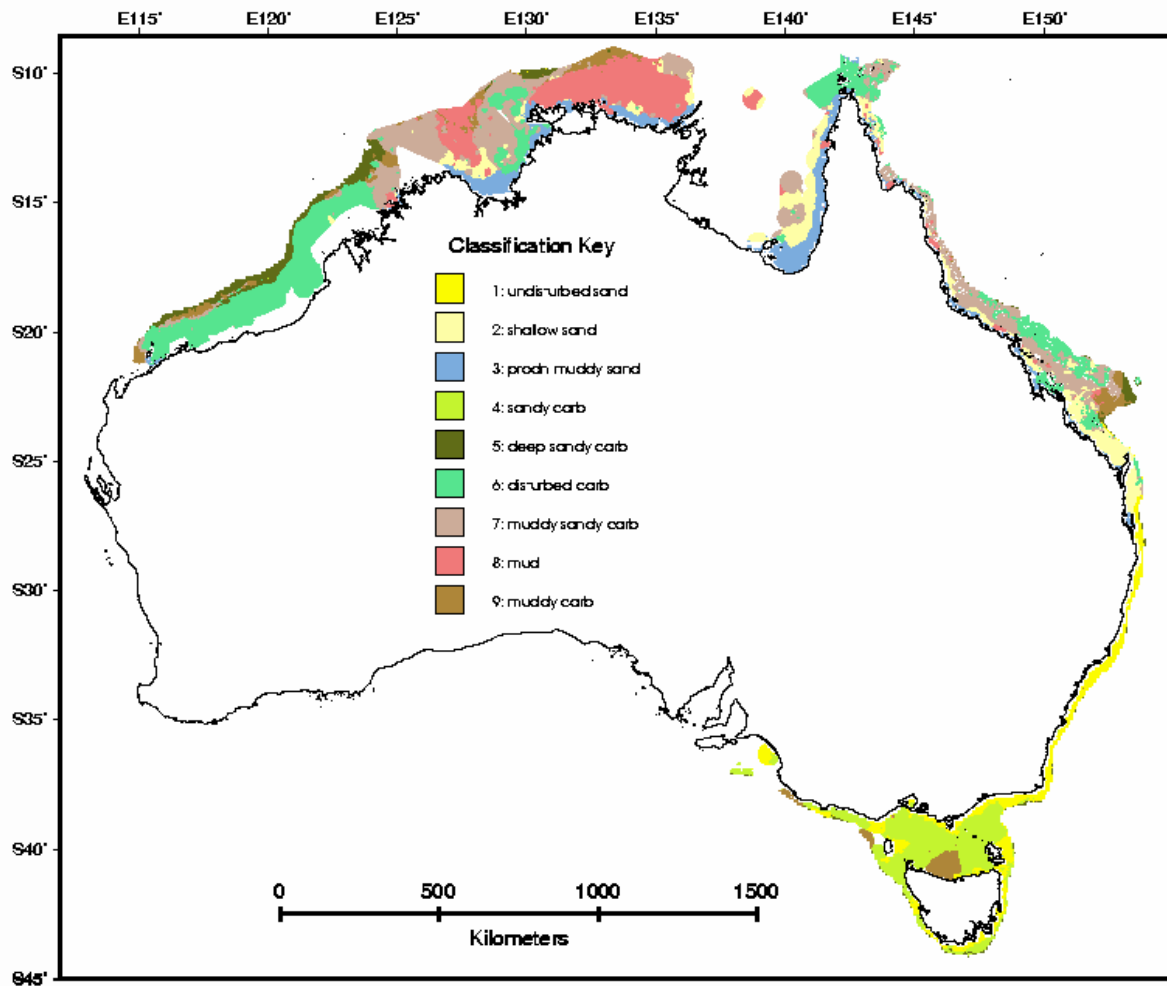 E115° E120° E125° E130° E135° E140° E145° E150°
S10°
S15°
S20°
S25°
S30°
S35°
S40°
S45°
Classification Key
1: undisturbed sand
2: shallow sand
3: prodn muddy sand
4: sandy carb
5: deep sandy carb
6: disturbed carb
7: muddy sandy carb
8: mud
9: muddy carb
0 500 1000 1500
Kilometers